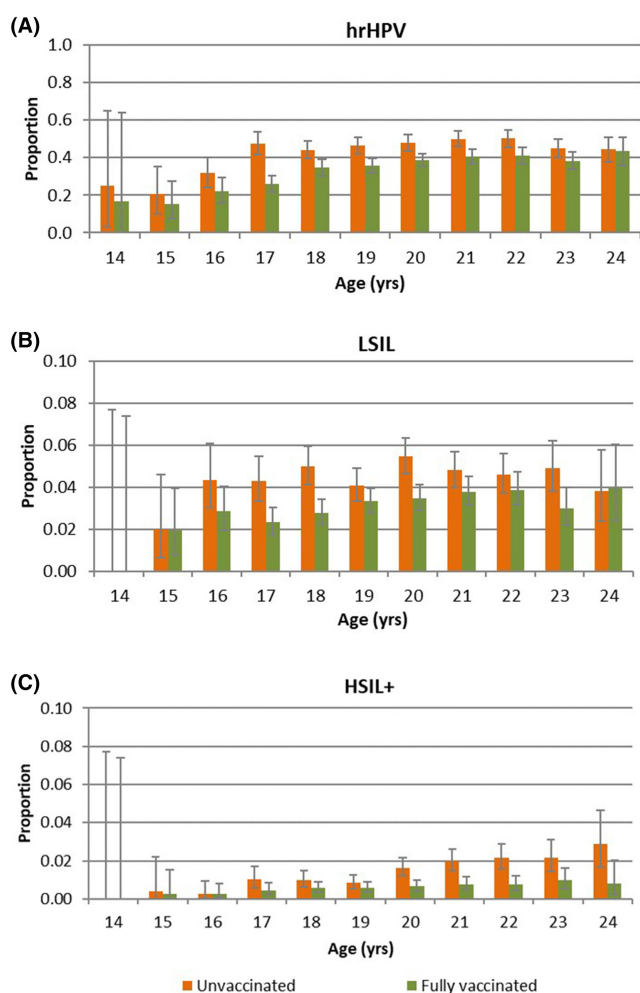 (A)
hrHPV
1.0
0.8
0.6
0.4
0.2
0.0
Proportion
14 15 16 17 18 19 20 21 22 23 24
Age (yrs)
(B)
LSIL
0.10
0.08
0.06
0.04
0.02
0.00
Proportion
14 15 16 17 18 19 20 21 22 23 24
Age (yrs)
(C)
HSIL+
0.10
0.08
0.06
0.04
0.02
0.00
Proportion
14 15 16 17 18 19 20 21 22 23 24
Age (yrs)
Unvaccinated Fully vaccinated